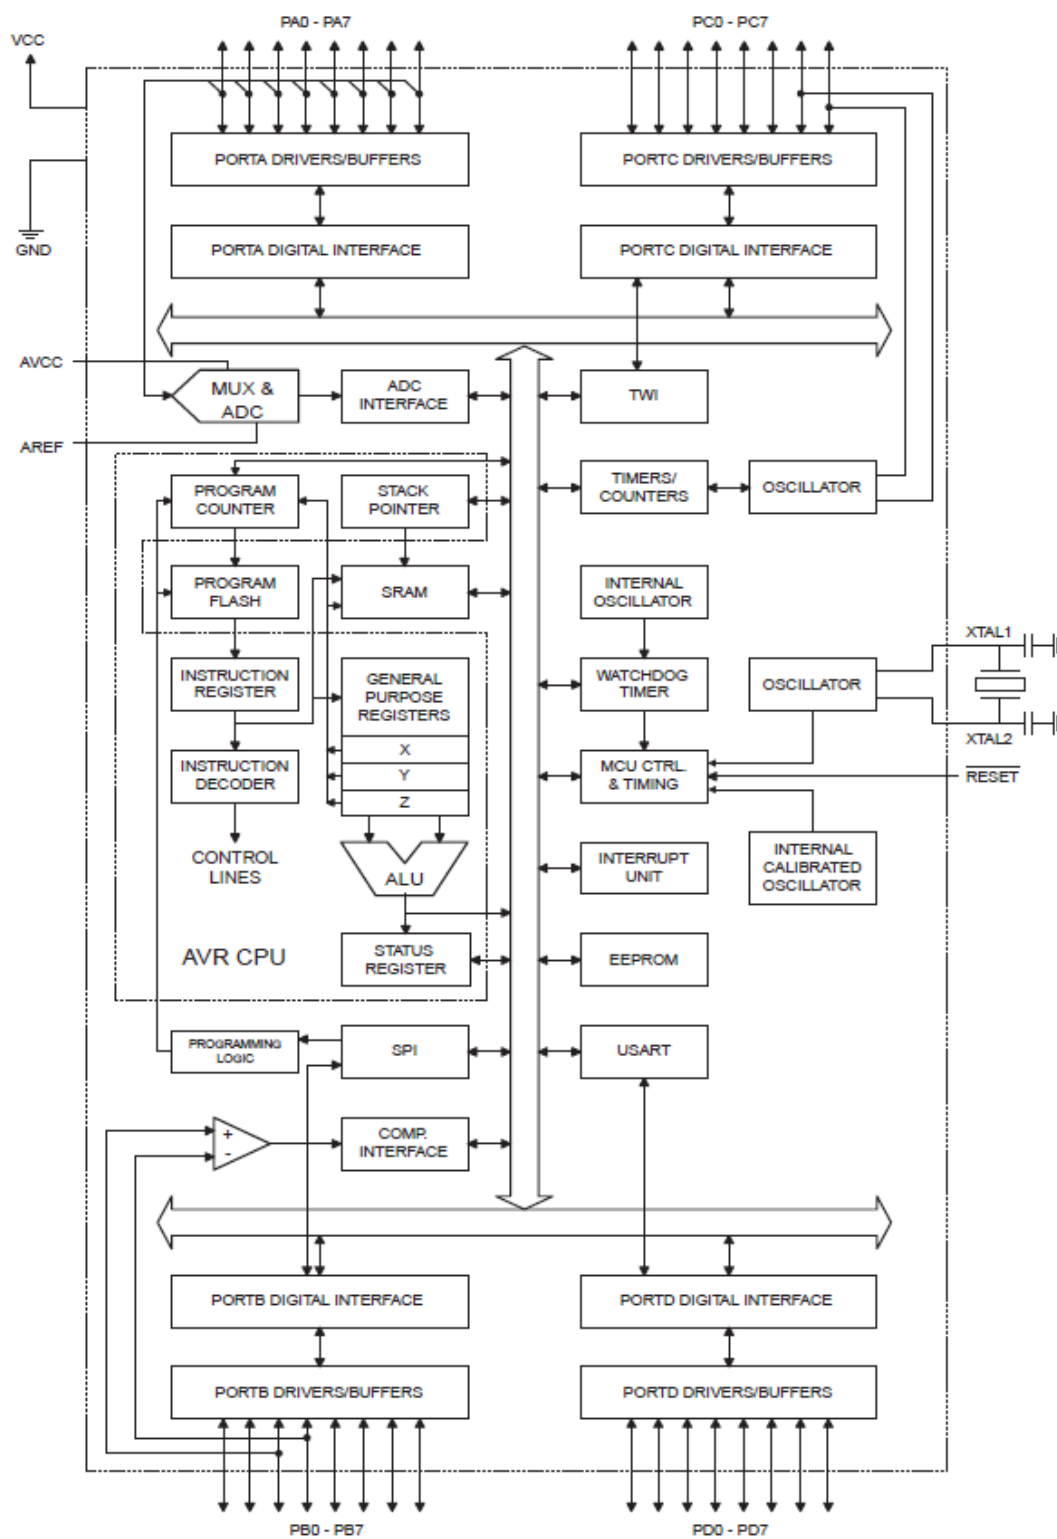 PA0 - PA7
PC0 - PC7
VCC
PORTA DRIVERS/BUFFERS
PORTC DRIVERS/BUFFERS
GND
PORTA DIGITAL INTERFACE
PORTC DIGITAL INTERFACE
AVCC
MUX &
ADC
ADC
INTERFACE
TWI
AREF
PROGRAM
COUNTER
STACK
POINTER
TIMERS/
COUNTERS
OSCILLATOR
PROGRAM
FLASH
SRAM
INTERNAL
OSCILLATOR
XTAL1
INSTRUCTION
REGISTER
GENERAL
PURPOSE
REGISTERS
WATCHDOG
TIMER
OSCILLATOR
XTAL2
X
INSTRUCTION
DECODER
Y
MCU CTRL.
& TIMING
RESET
Z
CONTROL
LINES
ALU
INTERRUPT
UNIT
INTERNAL
CALIBRATED
OSCILLATOR
AVR CPU
STATUS
REGISTER
EEPROM
PROGRAMMING
LOGIC
SPI
USART
+
-
COMP.
INTERFACE
PORTB DIGITAL INTERFACE
PORTD DIGITAL INTERFACE
PORTB DRIVERS/BUFFERS
PORTD DRIVERS/BUFFERS
PB0 - PB7
PD0 - PD7